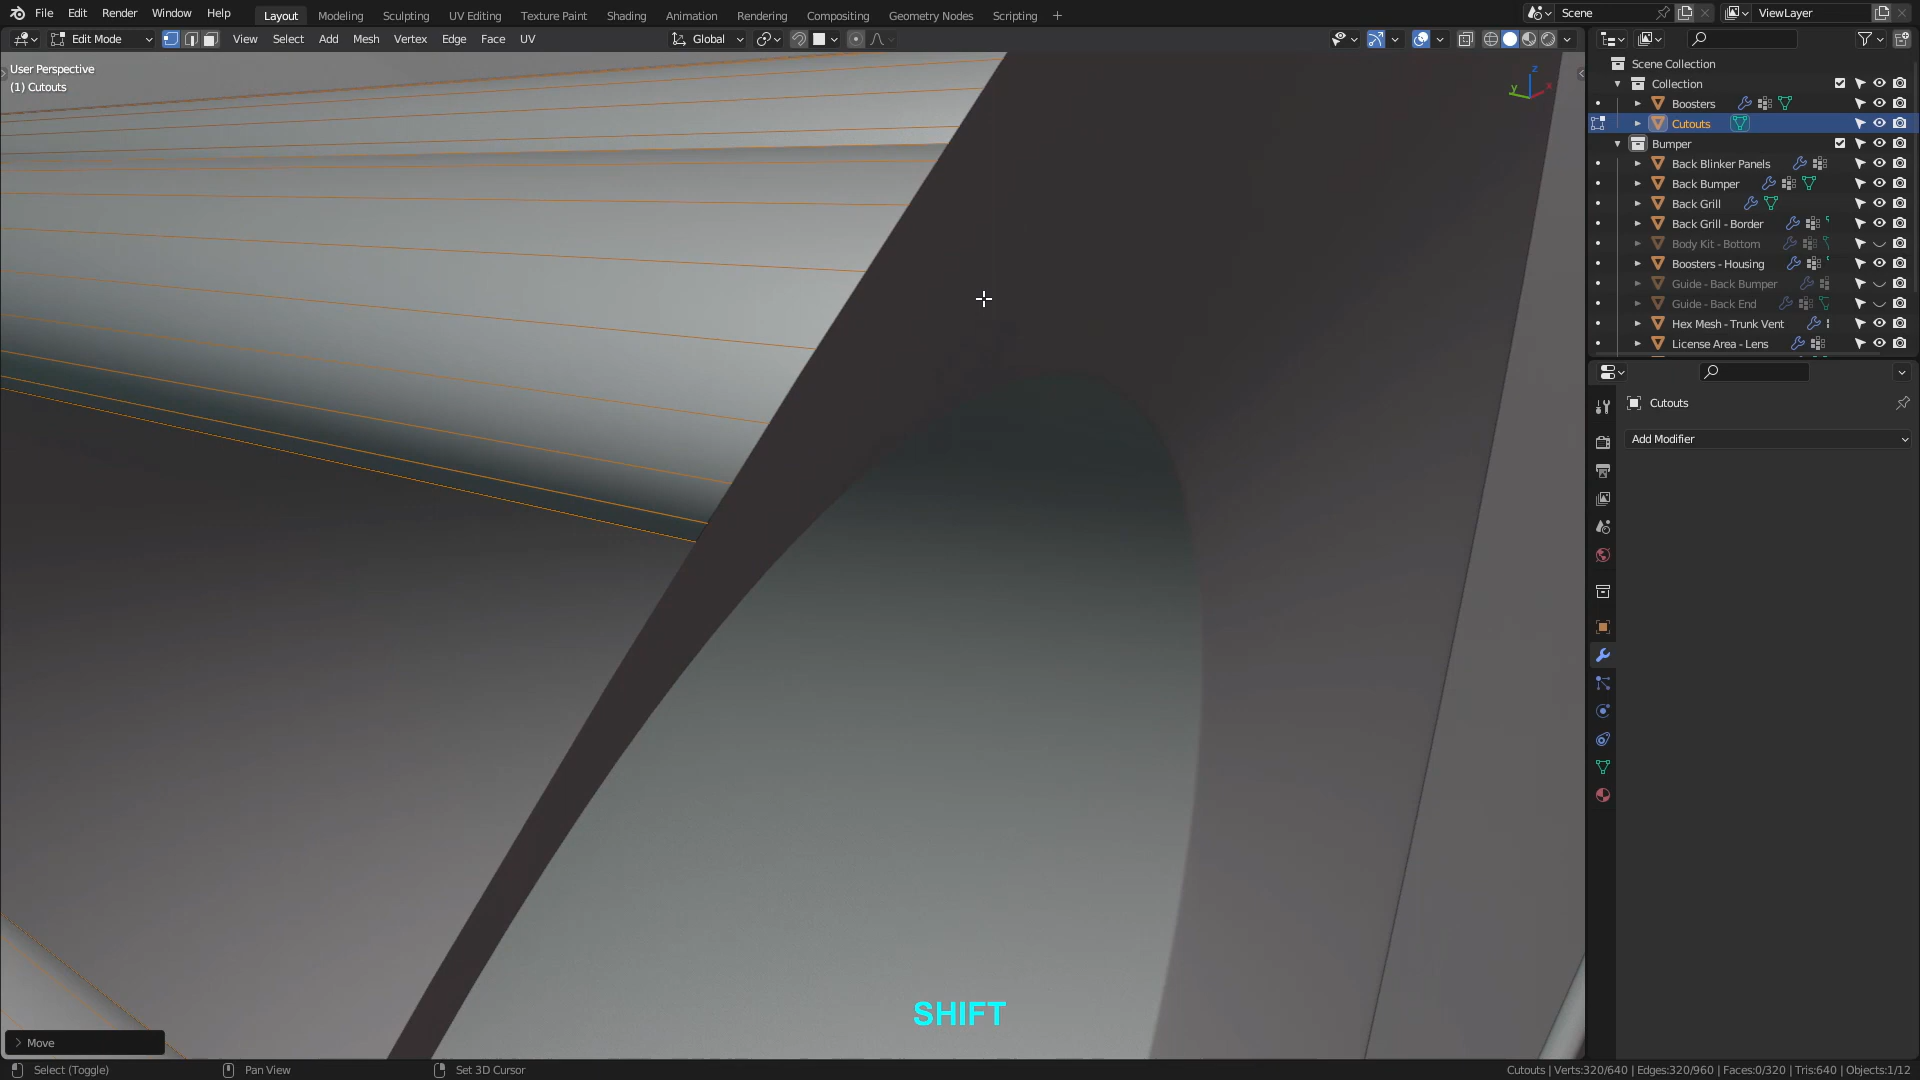 File Edit Render Window Help Layout Modeling Sculpting UV Editing Texture Paint Shading Animation Rendering Compositing Geometry Nodes Scripting Scene ViewLayer
Edit Mode View Select Add Mesh Vertex Edge Face UV Global
User Perspective
(1) Cutouts
Z
Y
X
Scene Collection
Collection
Boosters
Cutouts
Bumper
Back Blinker Panels
Back Bumper
Back Grill
Back Grill - Border
Body Kit - Bottom
Boosters - Housing
Guide - Back Bumper
Guide - Back End
Hex Mesh - Trunk Vent
License Area - Lens
Cutouts
Add Modifier
SHIFT
Move
Select (Toggle) Pan View Set 3D Cursor Cutouts | Verts:320/640 | Edges:320/960 | Faces:0/320 | Tris:640 | Objects:1/12